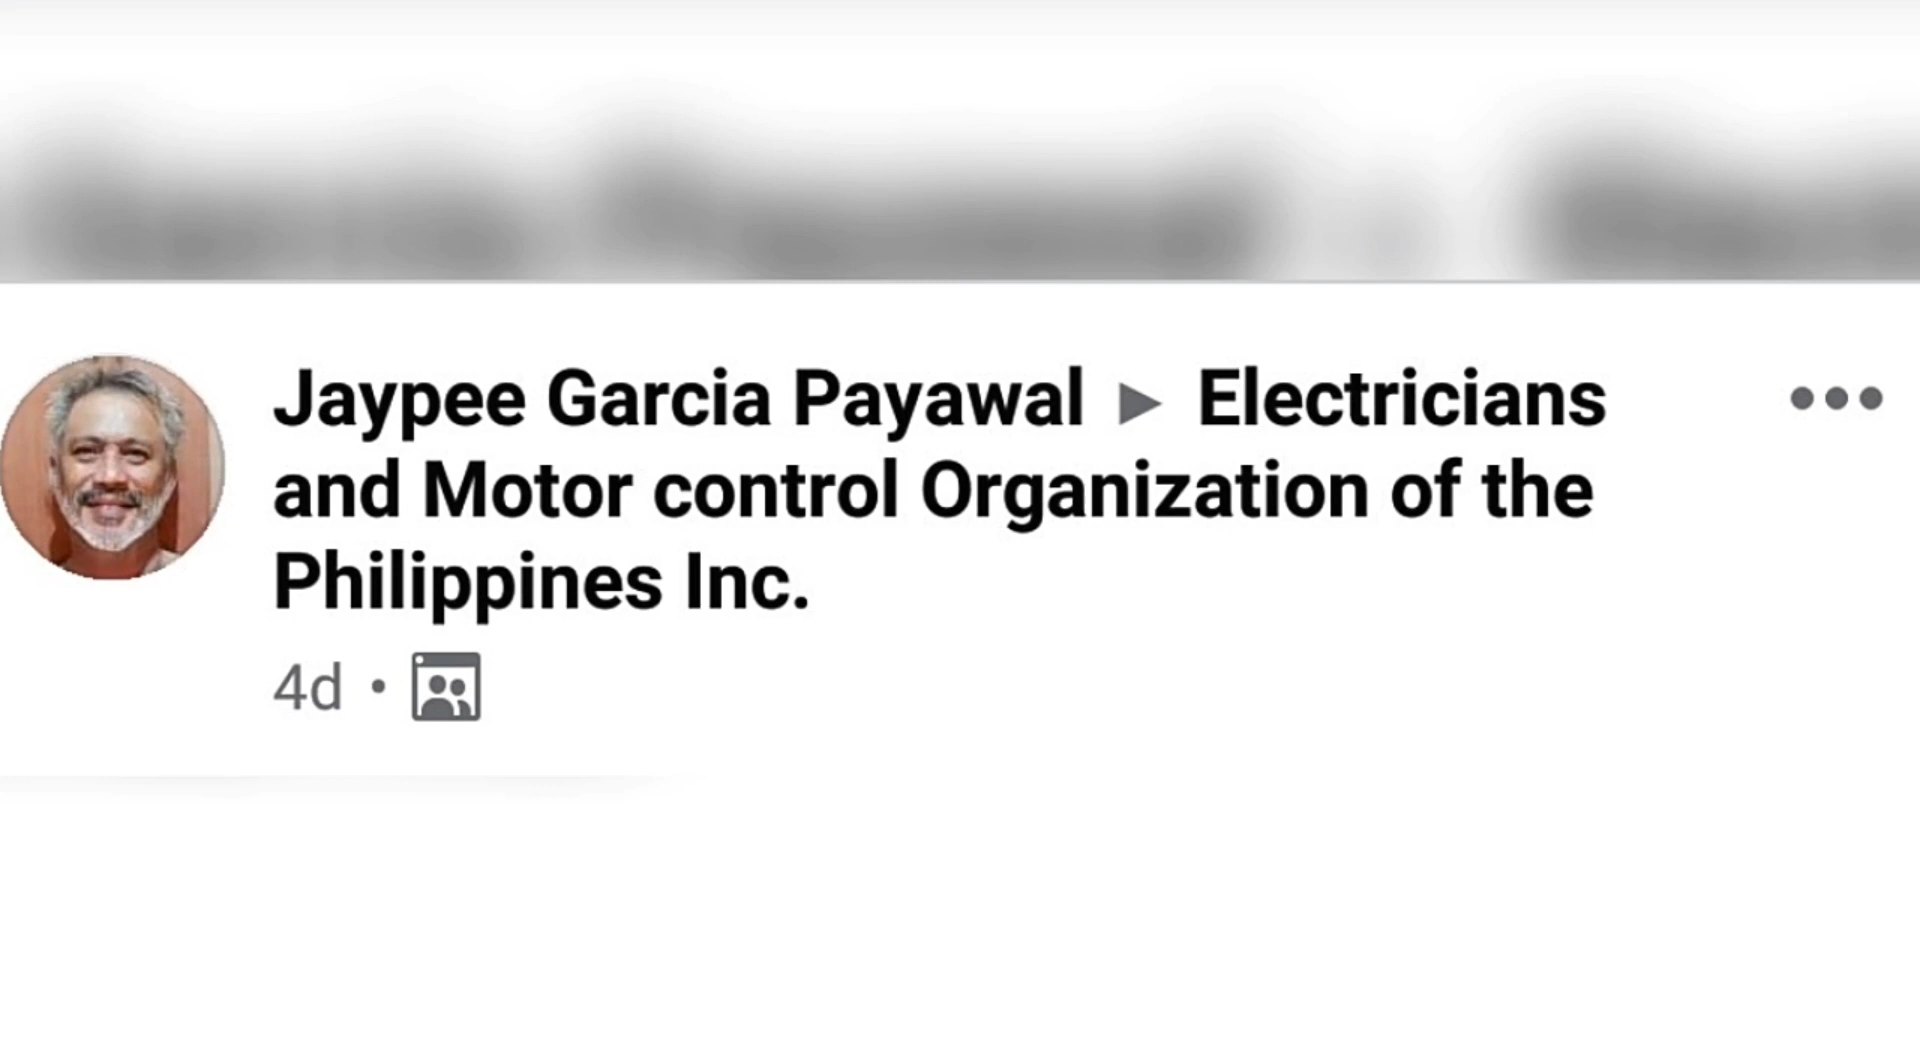 Jaypee Garcia Payawal ▸ Electricians
and Motor control Organization of the
Philippines Inc.
4d •